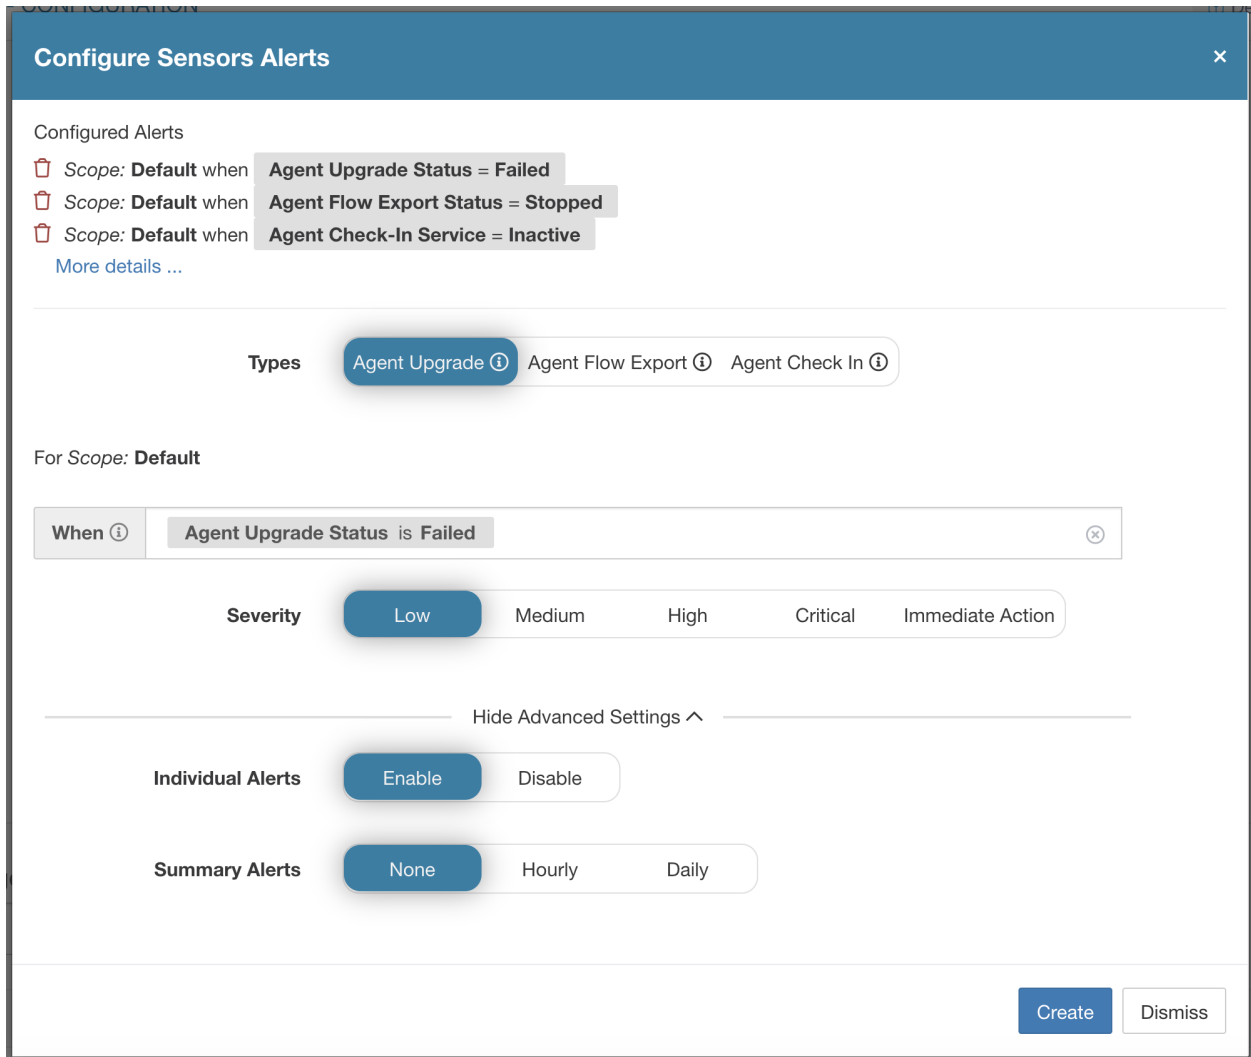 CONFIGURATION
Configure Sensors Alerts ×
Configured Alerts
Scope: Default when Agent Upgrade Status = Failed
Scope: Default when Agent Flow Export Status = Stopped
Scope: Default when Agent Check-In Service = Inactive
More details ...
Types Agent Upgrade Agent Flow Export Agent Check In
For Scope: Default
When Agent Upgrade Status is Failed
Severity Low Medium High Critical Immediate Action
Hide Advanced Settings
Individual Alerts Enable Disable
Summary Alerts None Hourly Daily
Create Dismiss